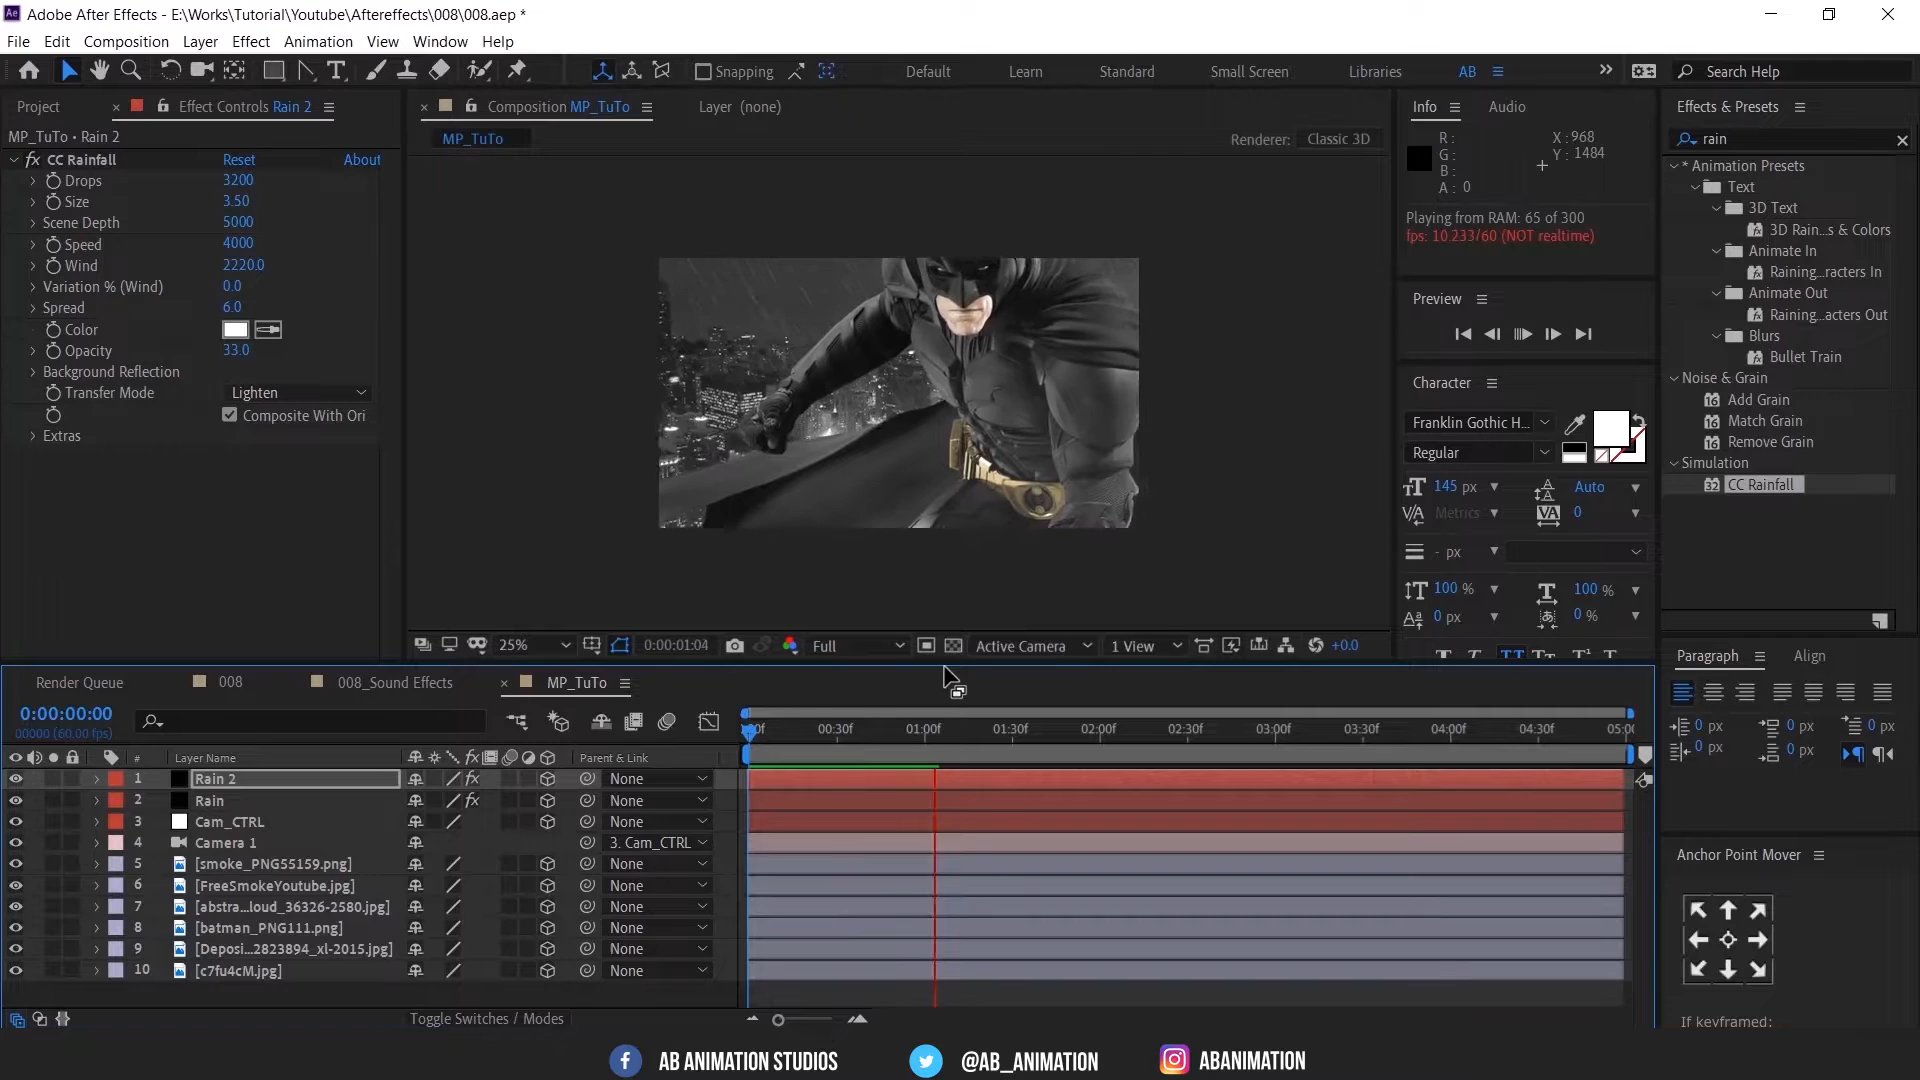 Adobe After Effects - E:\Works\Tutorial\Youtube\Aftereffects\008\008.aep *
File Edit Composition Layer Effect Animation View Window Help
Snapping Default Learn Standard Small Screen Libraries AB Search Help
Project Effect Controls Rain 2
MP_TuTo • Rain 2
fx CC Rainfall Reset About
Drops 3200
Size 3.50
Scene Depth 5000
Speed 4000
Wind 2220.0
Variation % (Wind) 0.0
Spread 6.0
Color
Opacity 33.0
Background Reflection
Transfer Mode Lighten
Composite With Ori
Extras
Composition MP_TuTo Layer (none)
MP_TuTo Renderer: Classic 3D
25% 0:00:01:04 Full Active Camera 1 View +0.0
Info Audio
R: X: 968
G: Y: 1484
B:
A: 0
Playing from RAM: 65 of 300
fps: 10.233/60 (NOT realtime)
Preview
Character
Franklin Gothic H...
Regular
145 px Auto
Metrics 0
- px
100 % 100 %
0 px 0 %
Effects & Presets
rain
* Animation Presets
Text
3D Text
3D Rain...s & Colors
Animate In
Raining...racters In
Animate Out
Raining...acters Out
Blurs
Bullet Train
Noise & Grain
16 Add Grain
16 Match Grain
16 Remove Grain
Simulation
32 CC Rainfall
Paragraph Align
0 px 0 px 0 px
0 px 0 px
Anchor Point Mover
If keyframed:
Render Queue 008 008_Sound Effects MP_TuTo
0:00:00:00
00000 (60.00 fps)
00:30f 01:00f 01:30f 02:00f 02:30f 03:00f 03:30f 04:00f 04:30f 05:0
# Layer Name Parent & Link
1 Rain 2 fx None
2 Rain fx None
3 Cam_CTRL None
4 Camera 1 3. Cam_CTRL
5 [smoke_PNG55159.png] None
6 [FreeSmokeYoutube.jpg] None
7 [abstra...loud_36326-2580.jpg] None
8 [batman_PNG111.png] None
9 [Deposi...2823894_xl-2015.jpg] None
10 [c7fu4cM.jpg] None
Toggle Switches / Modes
AB ANIMATION STUDIOS @AB_ANIMATION ABANIMATION